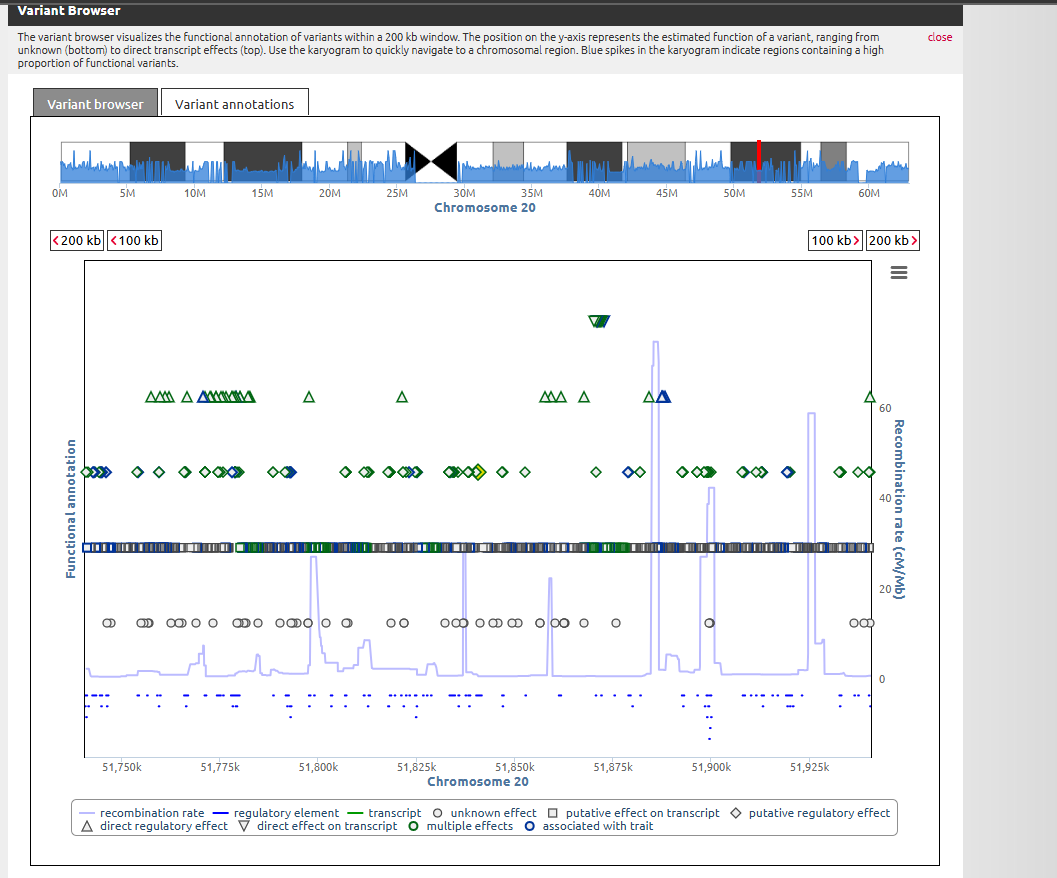 Variant Browser
The variant browser visualizes the functional annotation of variants within a 200 kb window. The position on the y-axis represents the estimated function of a variant, ranging from
unknown (bottom) to direct transcript effects (top). Use the karyogram to quickly navigate to a chromosomal region. Blue spikes in the karyogram indicate regions containing a high
proportion of functional variants.
close
Variant browser
Variant annotations
0M 5M 10M 15M 20M 25M 30M 35M 40M 45M 50M 55M 60M
Chromosome 20
<200 kb <100 kb 100 kb> 200 kb>
Functional annotation
60
40
20
0
Recombination rate (cM/Mb)
51,750k 51,775k 51,800k 51,825k 51,850k 51,875k 51,900k 51,925k
Chromosome 20
recombination rate regulatory element transcript unknown effect putative effect on transcript putative regulatory effect
direct regulatory effect direct effect on transcript multiple effects associated with trait